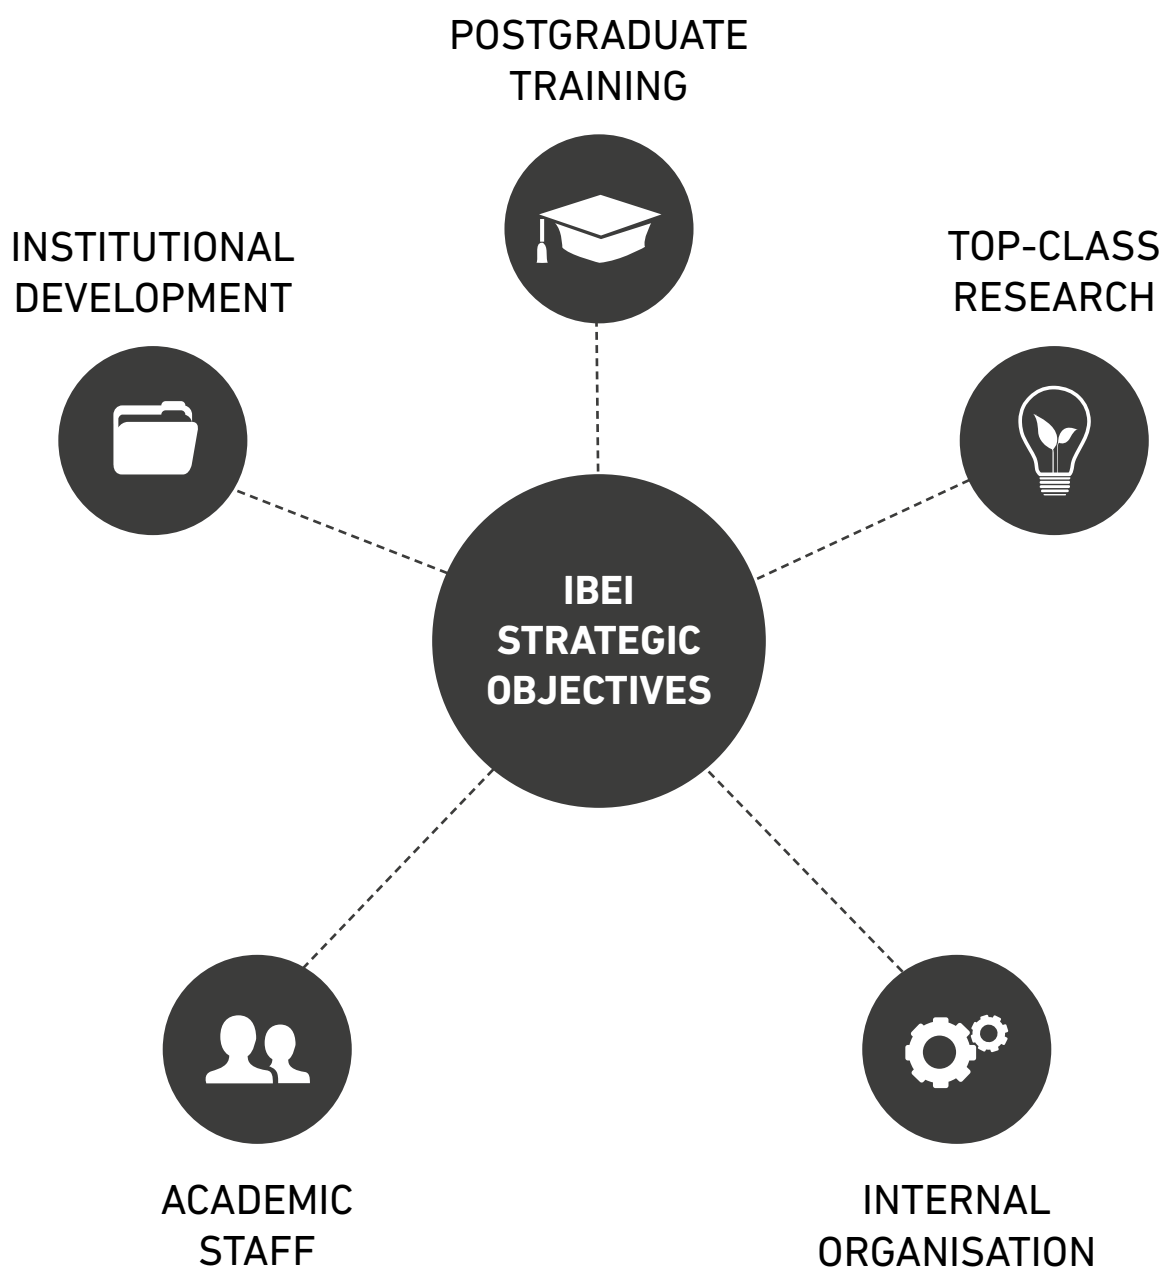 POSTGRADUATE
TRAINING
INSTITUTIONAL
DEVELOPMENT
TOP-CLASS
RESEARCH
IBEI
STRATEGIC
OBJECTIVES
ACADEMIC
STAFF
INTERNAL
ORGANISATION